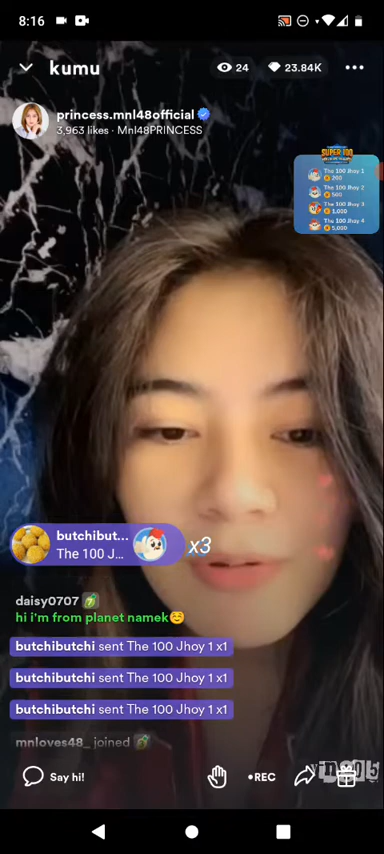 8:16
kumu
24
23.84K
princess.mnl48official
3,963 likes · Mnl48PRINCESS
SUPER 100
The 100 Jhoy 1
200
The 100 Jhoy 2
500
The 100 Jhoy 3
1,000
The 100 Jhoy 4
5,000
butchibut...
The 100 J...
x3
daisy0707
hi i'm from planet namek
butchibutchi sent The 100 Jhoy 1 x1
butchibutchi sent The 100 Jhoy 1 x1
butchibutchi sent The 100 Jhoy 1 x1
mnloves48_ joined
Say hi!
•REC